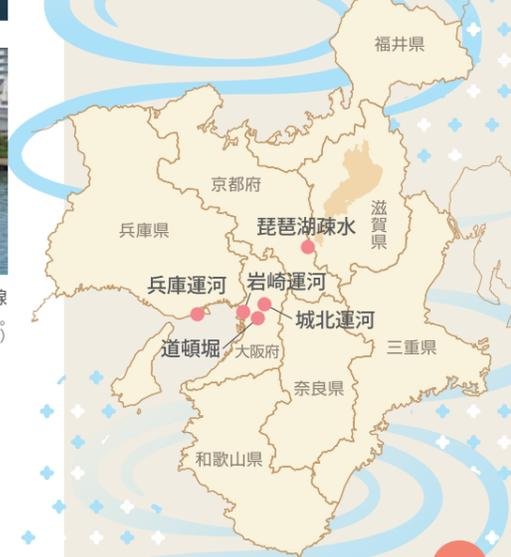 福井県
京都府
滋賀県
琵琶湖疎水
兵庫県
兵庫運河
岩崎運河
城北運河
道頓堀
大阪府
三重県
奈良県
和歌山県
線
。
）